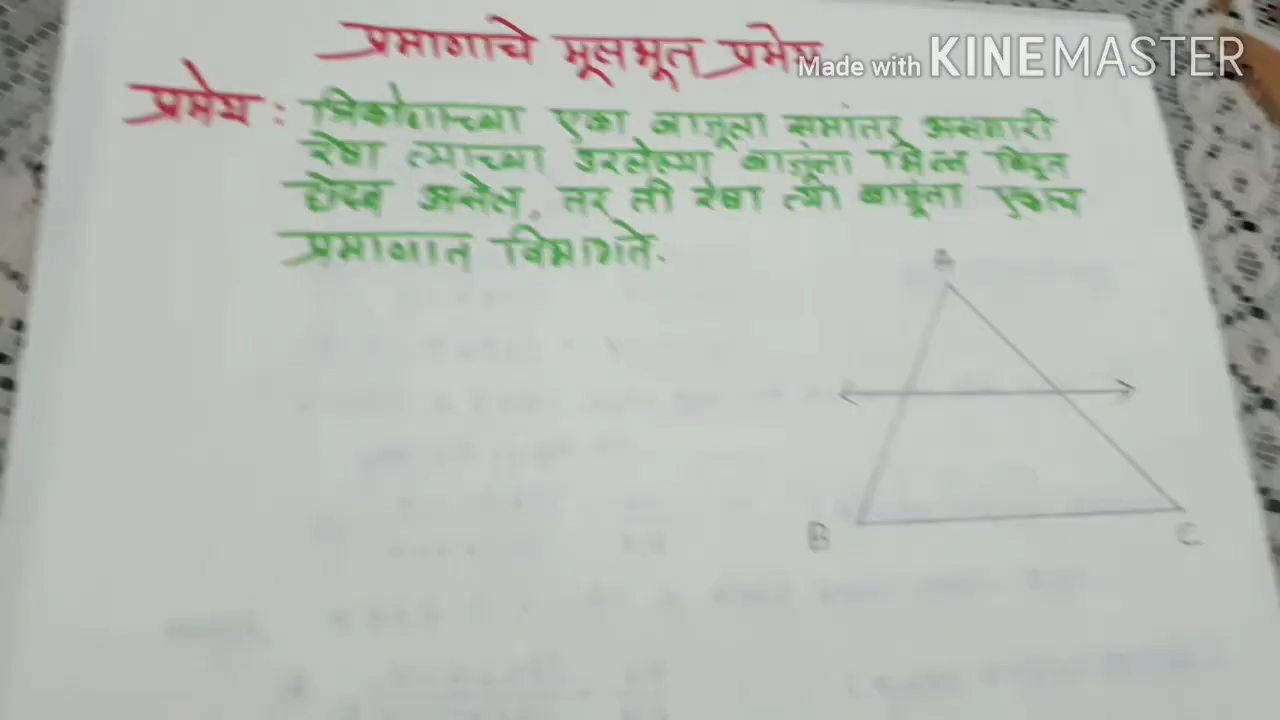 प्रमाणाचे मूलभूत प्रमेय
Made with KINEMASTER
प्रमेय : त्रिकोणाच्या एका बाजूला समांतर असणारी
रेषा त्याच्या उरलेल्या बाजूंना भिन्न बिंदूत
छेदत असेल, तर ती रेषा त्या बाजूंना एकाच
प्रमाणात विभागते.
A
B
C